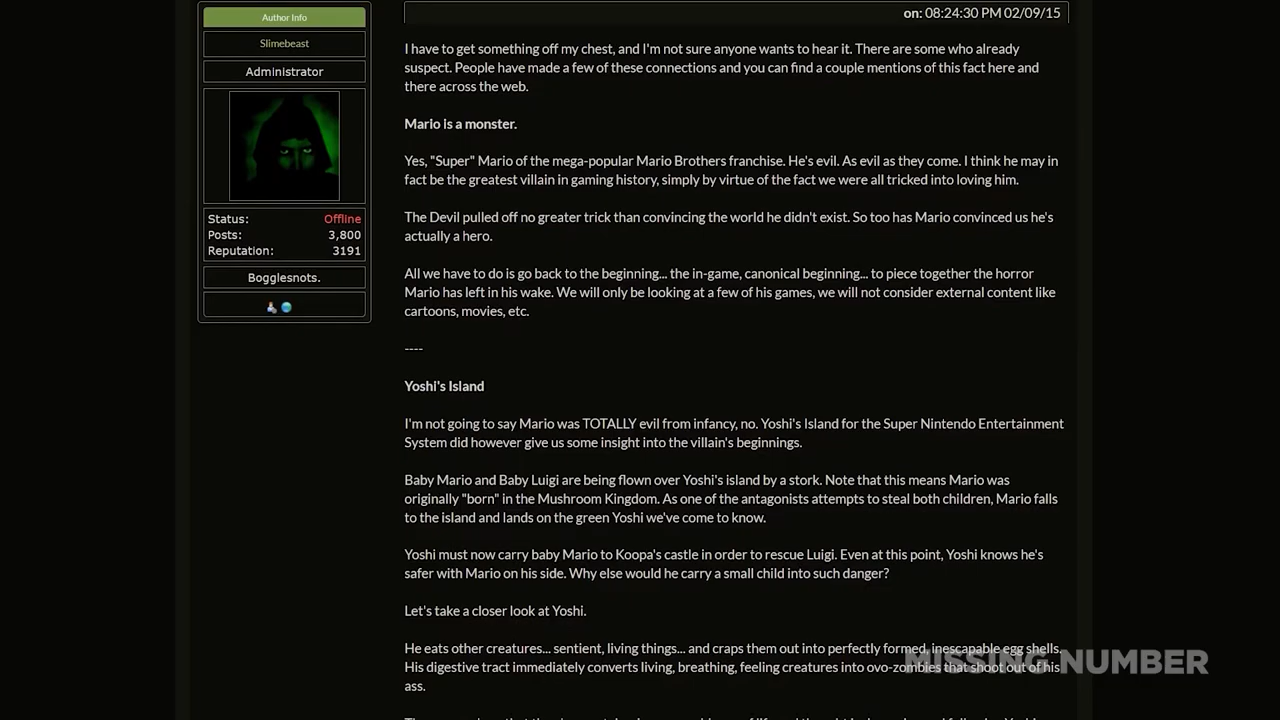 Author Info
Slimebeast
Administrator
Status: Offline
Posts: 3,800
Reputation: 3191
Bogglesnots.
on: 08:24:30 PM 02/09/15
I have to get something off my chest, and I'm not sure anyone wants to hear it. There are some who already
suspect. People have made a few of these connections and you can find a couple mentions of this fact here and
there across the web.
Mario is a monster.
Yes, "Super" Mario of the mega-popular Mario Brothers franchise. He's evil. As evil as they come. I think he may in
fact be the greatest villain in gaming history, simply by virtue of the fact we were all tricked into loving him.
The Devil pulled off no greater trick than convincing the world he didn't exist. So too has Mario convinced us he's
actually a hero.
All we have to do is go back to the beginning... the in-game, canonical beginning... to piece together the horror
Mario has left in his wake. We will only be looking at a few of his games, we will not consider external content like
cartoons, movies, etc.
----
Yoshi's Island
I'm not going to say Mario was TOTALLY evil from infancy, no. Yoshi's Island for the Super Nintendo Entertainment
System did however give us some insight into the villain's beginnings.
Baby Mario and Baby Luigi are being flown over Yoshi's island by a stork. Note that this means Mario was
originally "born" in the Mushroom Kingdom. As one of the antagonists attempts to steal both children, Mario falls
to the island and lands on the green Yoshi we've come to know.
Yoshi must now carry baby Mario to Koopa's castle in order to rescue Luigi. Even at this point, Yoshi knows he's
safer with Mario on his side. Why else would he carry a small child into such danger?
Let's take a closer look at Yoshi.
He eats other creatures... sentient, living things... and craps them out into perfectly formed, inescapable egg shells.
His digestive tract immediately converts living, breathing, feeling creatures into ovo-zombies that shoot out of his
ass.
MISSING NUMBER